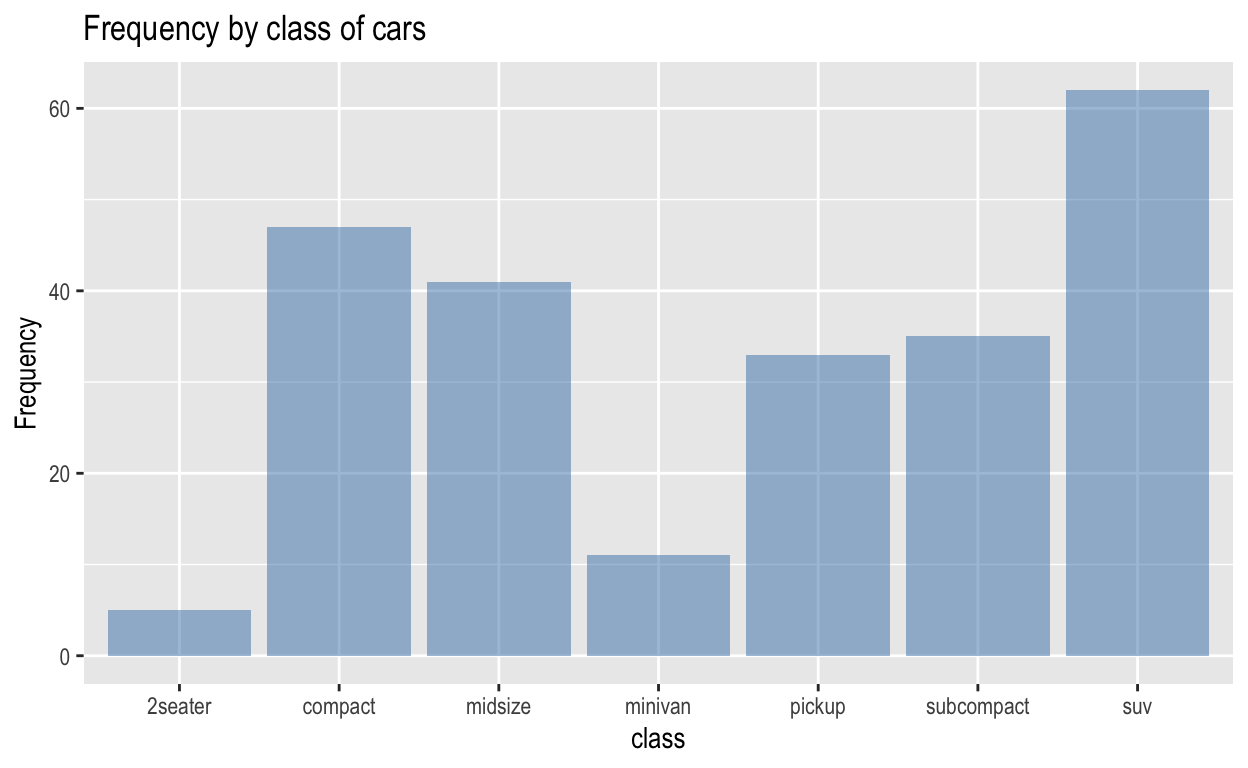 Frequency by class of cars
60
40
20
0
Frequency
2seater compact midsize minivan pickup subcompact suv
class